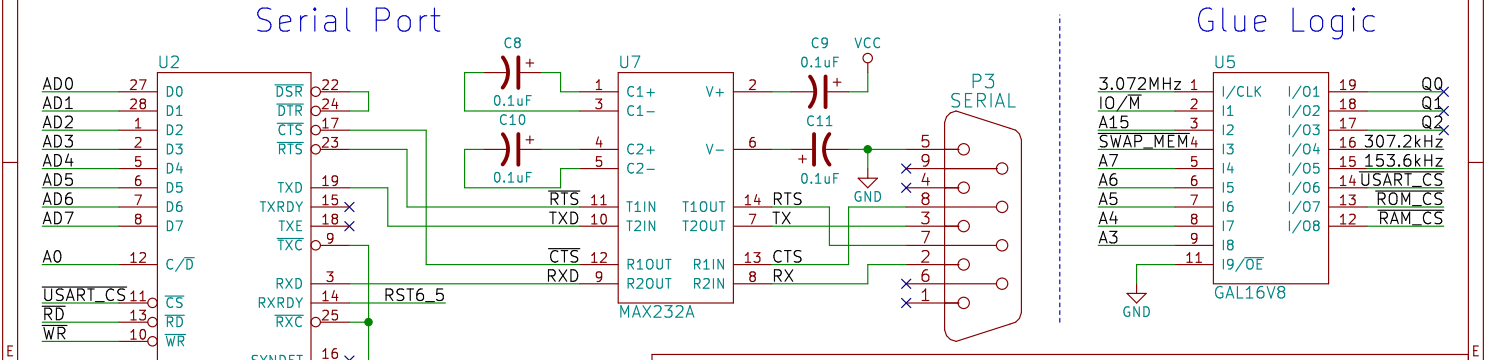 Serial Port
Glue Logic
U2
AD0 27 D0
AD1 28 D1
AD2 1 D2
AD3 2 D3
AD4 5 D4
AD5 6 D5
AD6 7 D6
AD7 8 D7
A0 12 C/D
USART_CS 11 CS
RD 13 RD
WR 10 WR
DSR 22
DTR 24
CTS 17
RTS 23
TXD 19
TXRDY 15
TXE 18
TXC 9
RXD 3
RXRDY 14 RST6_5
RXC 25
SYNDET 16
C8
0.1uF
C10
0.1uF
U7
1 C1+
3 C1-
4 C2+
5 C2-
RTS 11 T1IN
TXD 10 T2IN
CTS 12 R1OUT
RXD 9 R2OUT
V+ 2
V- 6
T1OUT 14 RTS
T2OUT 7 TX
R1IN 13 CTS
R2IN 8 RX
MAX232A
C9
0.1uF
VCC
C11
0.1uF
GND
P3
SERIAL
5
9
4
8
3
7
2
6
1
U5
3.072MHz 1 I/CLK
IO/M 2 I1
A15 3 I2
SWAP_MEM 4 I3
A7 5 I4
A6 6 I5
A5 7 I6
A4 8 I7
A3 9 I8
11 I9/OE
GND
I/O1 19 Q0
I/O2 18 Q1
I/O3 17 Q2
I/O4 16 307.2kHz
I/O5 15 153.6kHz
I/O6 14 USART_CS
I/O7 13 ROM_CS
I/O8 12 RAM_CS
GAL16V8
E
E